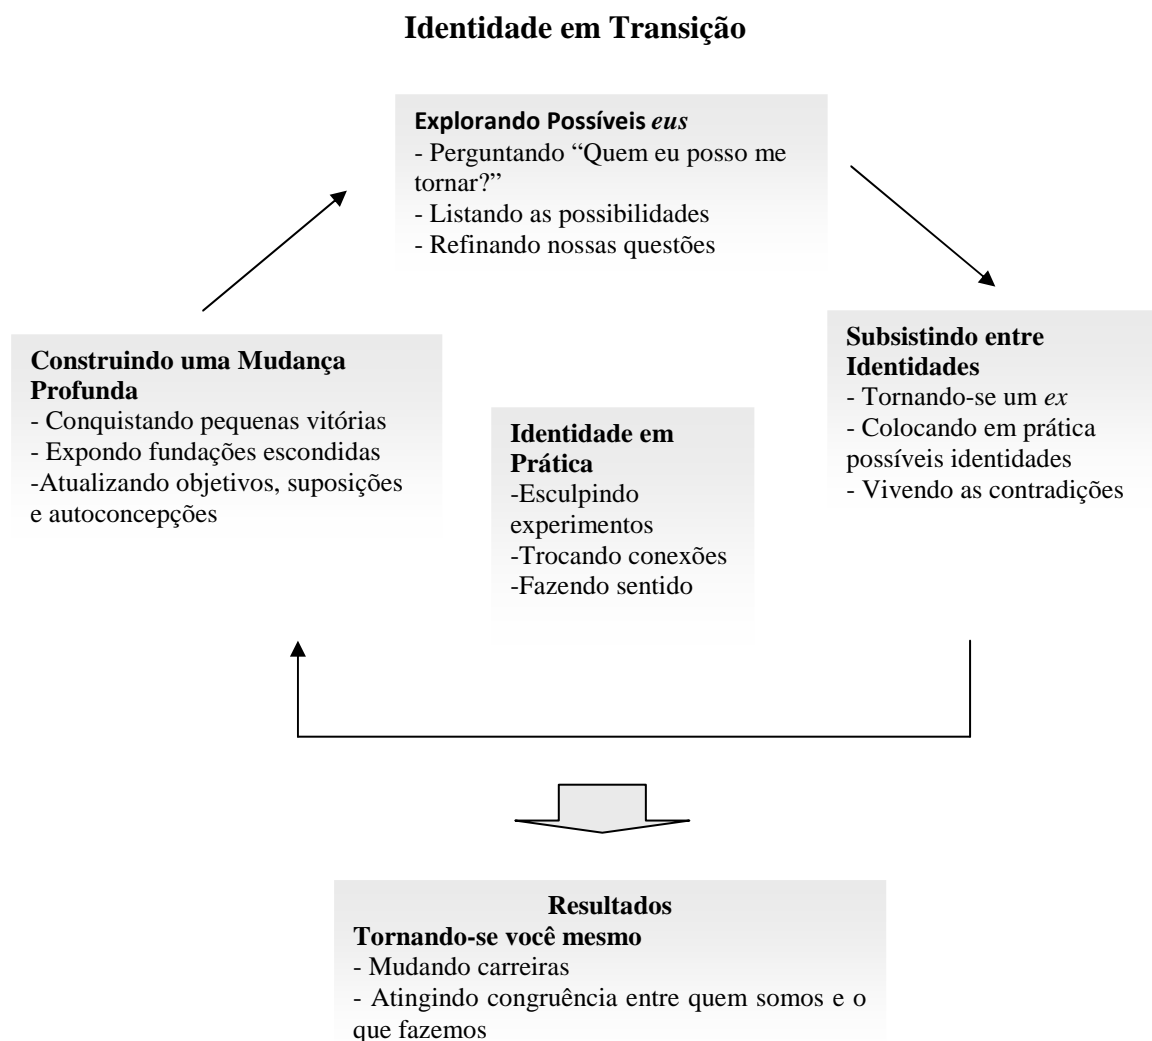 Identidade em Transição
Explorando Possíveis eus
- Perguntando “Quem eu posso me
tornar?”
- Listando as possibilidades
- Refinando nossas questões
Construindo uma Mudança
Profunda
- Conquistando pequenas vitórias
- Expondo fundações escondidas
-Atualizando objetivos, suposições
e autoconcepções
Identidade em
Prática
-Esculpindo
experimentos
-Trocando conexões
-Fazendo sentido
Subsistindo entre
Identidades
- Tornando-se um ex
- Colocando em prática
possíveis identidades
- Vivendo as contradições
Resultados
Tornando-se você mesmo
- Mudando carreiras
- Atingindo congruência entre quem somos e o
que fazemos